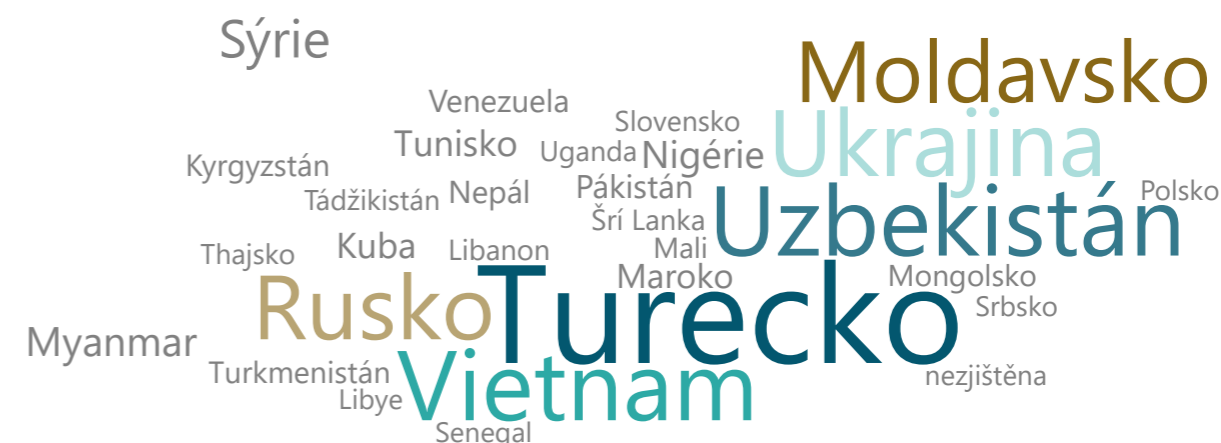 Sýrie
Moldavsko
Venezuela
Slovensko
Ukrajina
Tunisko
Uganda
Nigérie
Kyrgyzstán
Tádžikistán
Nepál
Pákistán
Polsko
Šrí Lanka
Uzbekistán
Thajsko
Kuba
Libanon
Mali
Maroko
Mongolsko
Rusko
Turecko
Srbsko
Myanmar
Turkmenistán
Vietnam
nezjištěna
Libye
Senegal